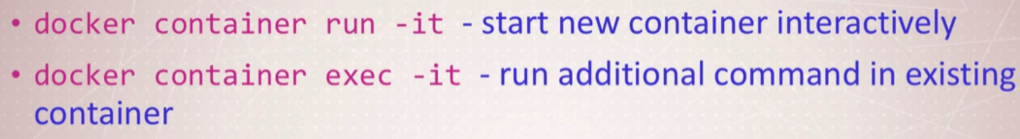 • docker container run -it - start new container interactively
• docker container exec -it - run additional command in existing
container